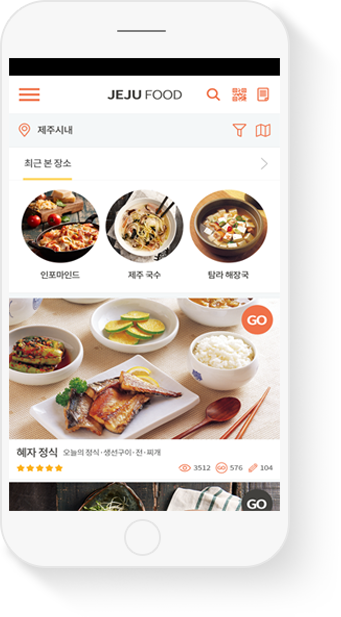 JEJU FOOD
제주시내
최근 본 장소
인포마인드
제주 국수
탐라 해장국
GO
혜자 정식 오늘의 정식·생선구이·전·찌개
3512 GO 576 104
GO